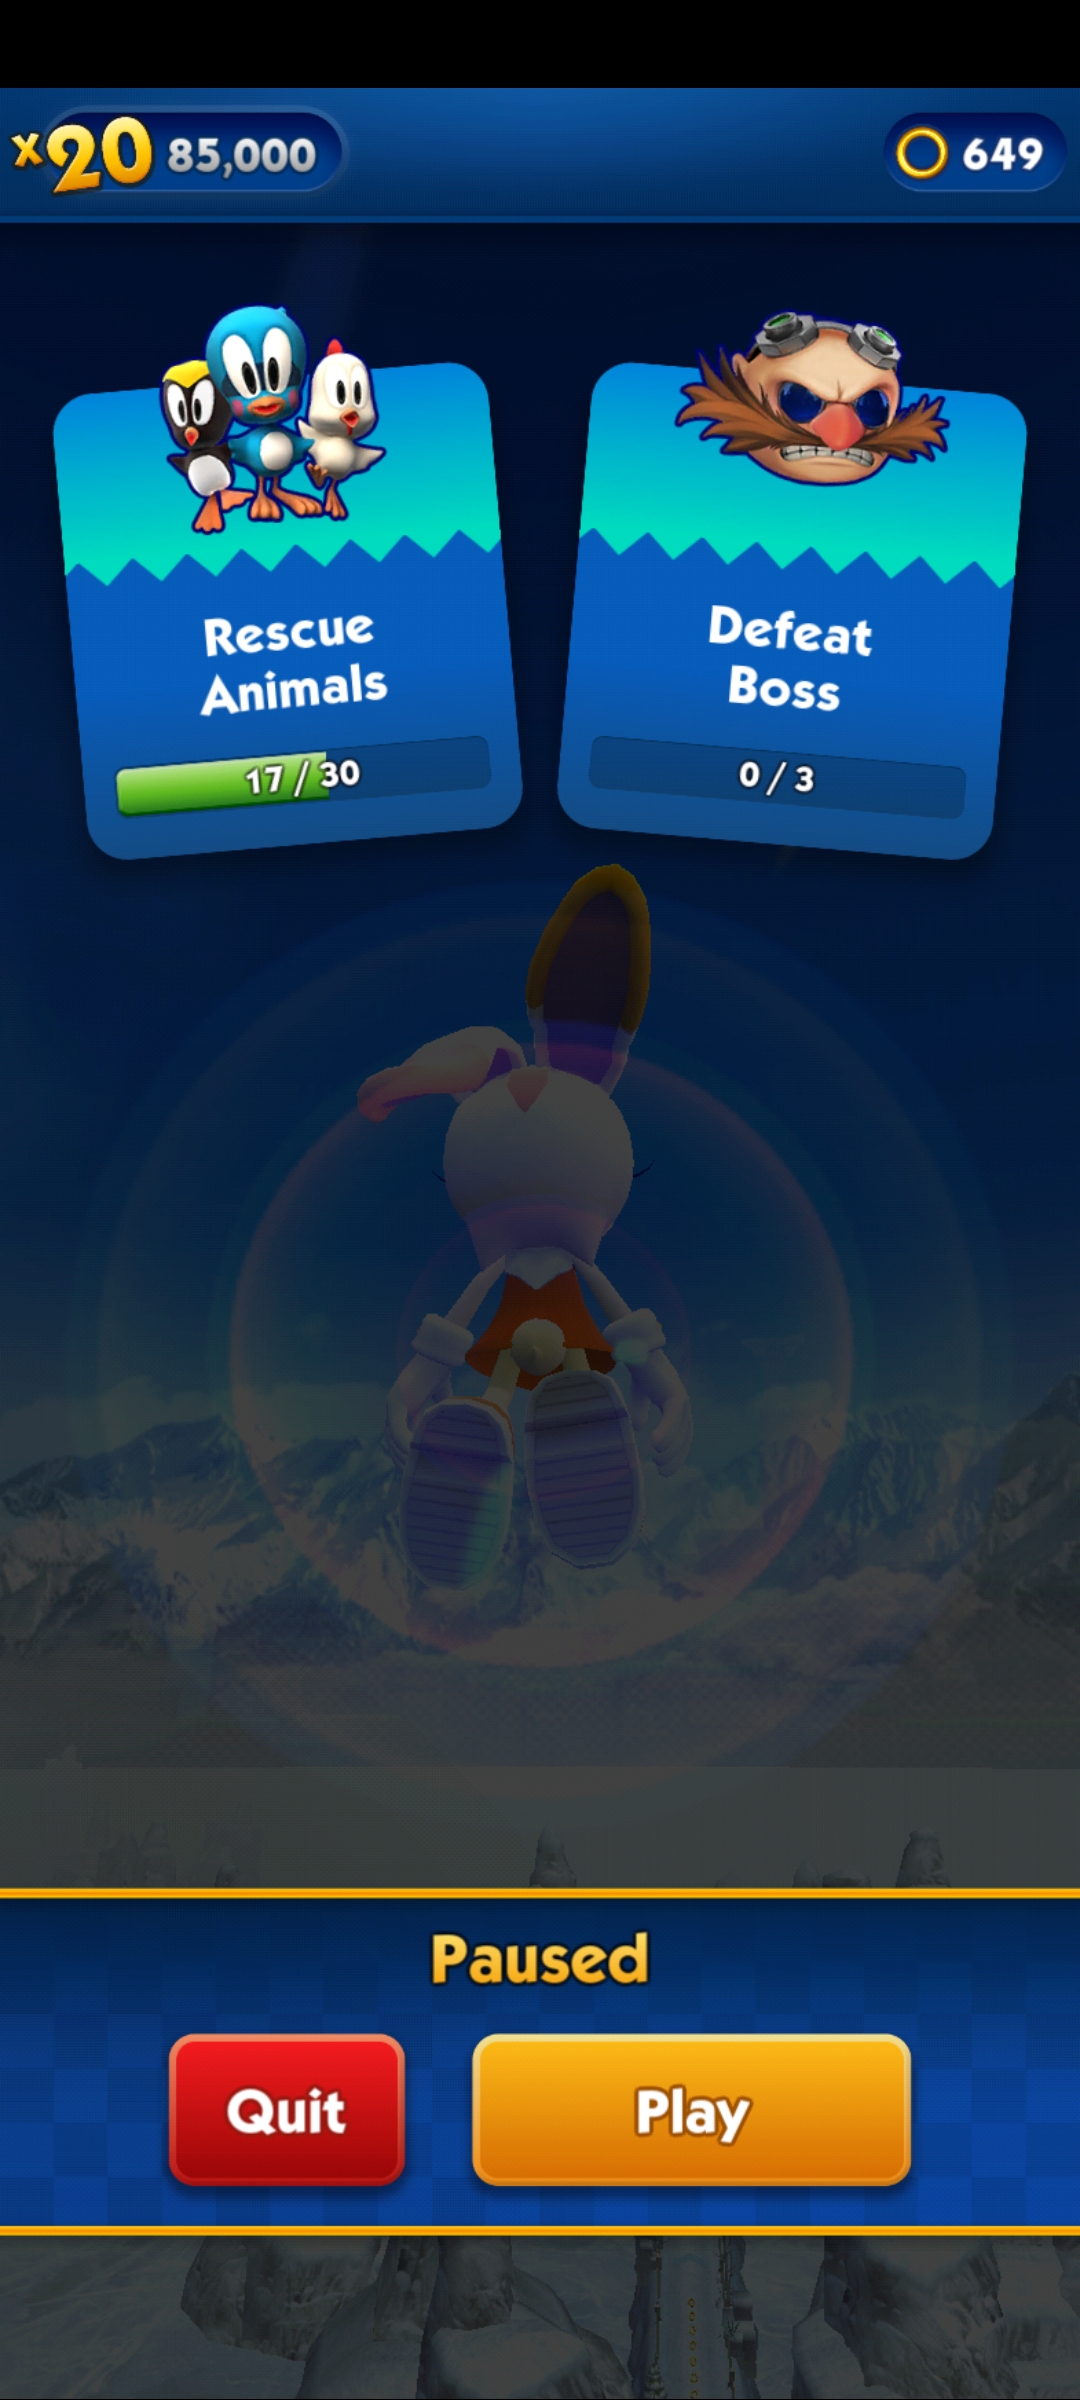 x20 85,000
649
Rescue
Animals
17 / 30
Defeat
Boss
0 / 3
Paused
Quit
Play